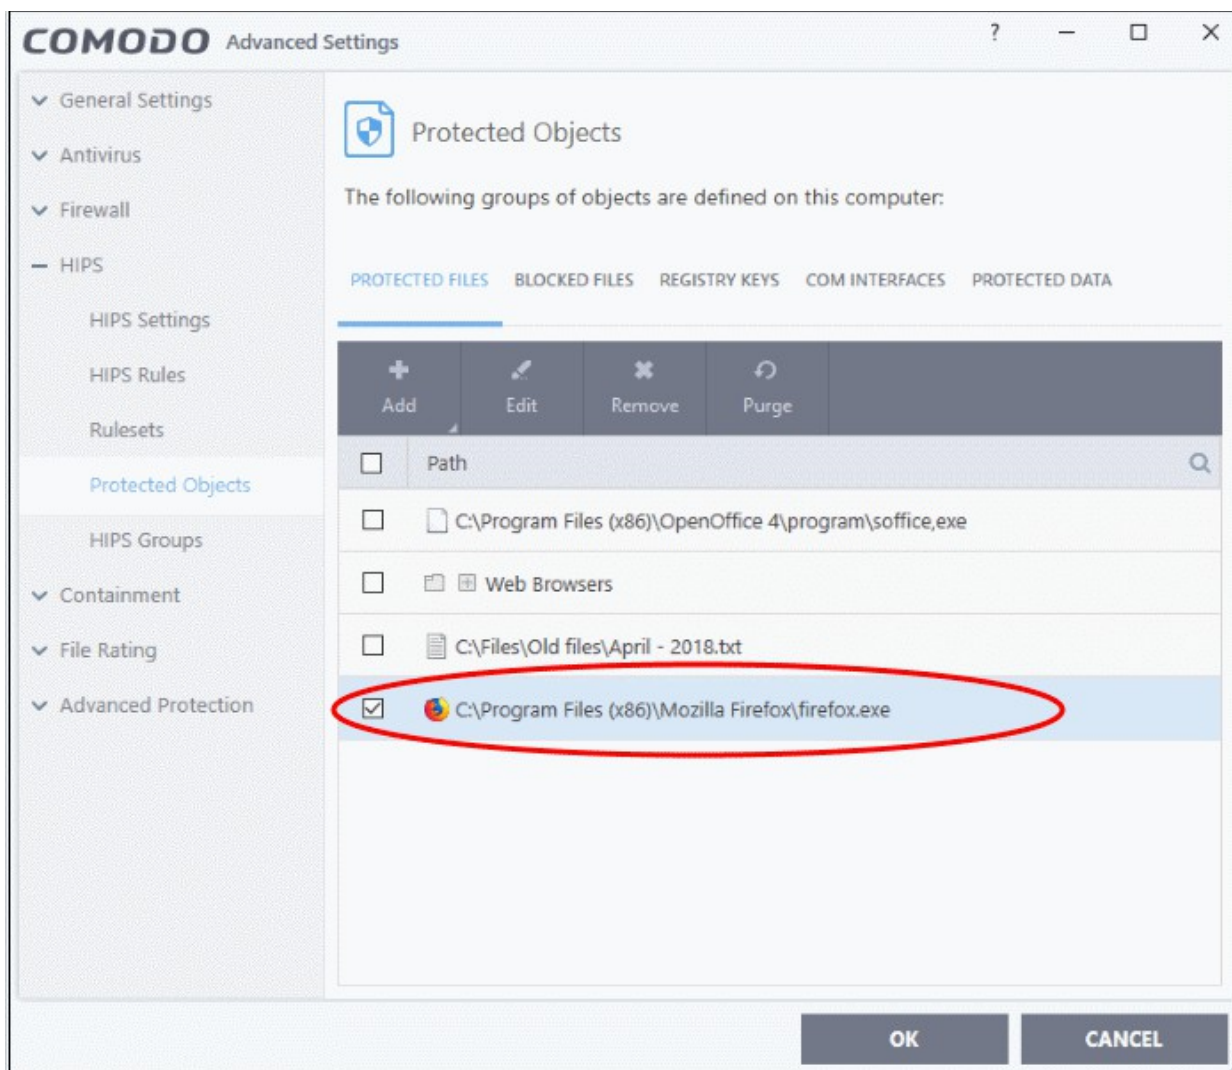 COMODO Advanced Settings ?
General Settings
Antivirus
Firewall
HIPS
HIPS Settings
HIPS Rules
Rulesets
Protected Objects
HIPS Groups
Containment
File Rating
Advanced Protection
Protected Objects
The following groups of objects are defined on this computer:
PROTECTED FILES BLOCKED FILES REGISTRY KEYS COM INTERFACES PROTECTED DATA
Add Edit Remove Purge
Path
C:\Program Files (x86)\OpenOffice 4\program\soffice,exe
Web Browsers
C:\Files\Old files\April - 2018.txt
C:\Program Files (x86)\Mozilla Firefox\firefox.exe
OK CANCEL